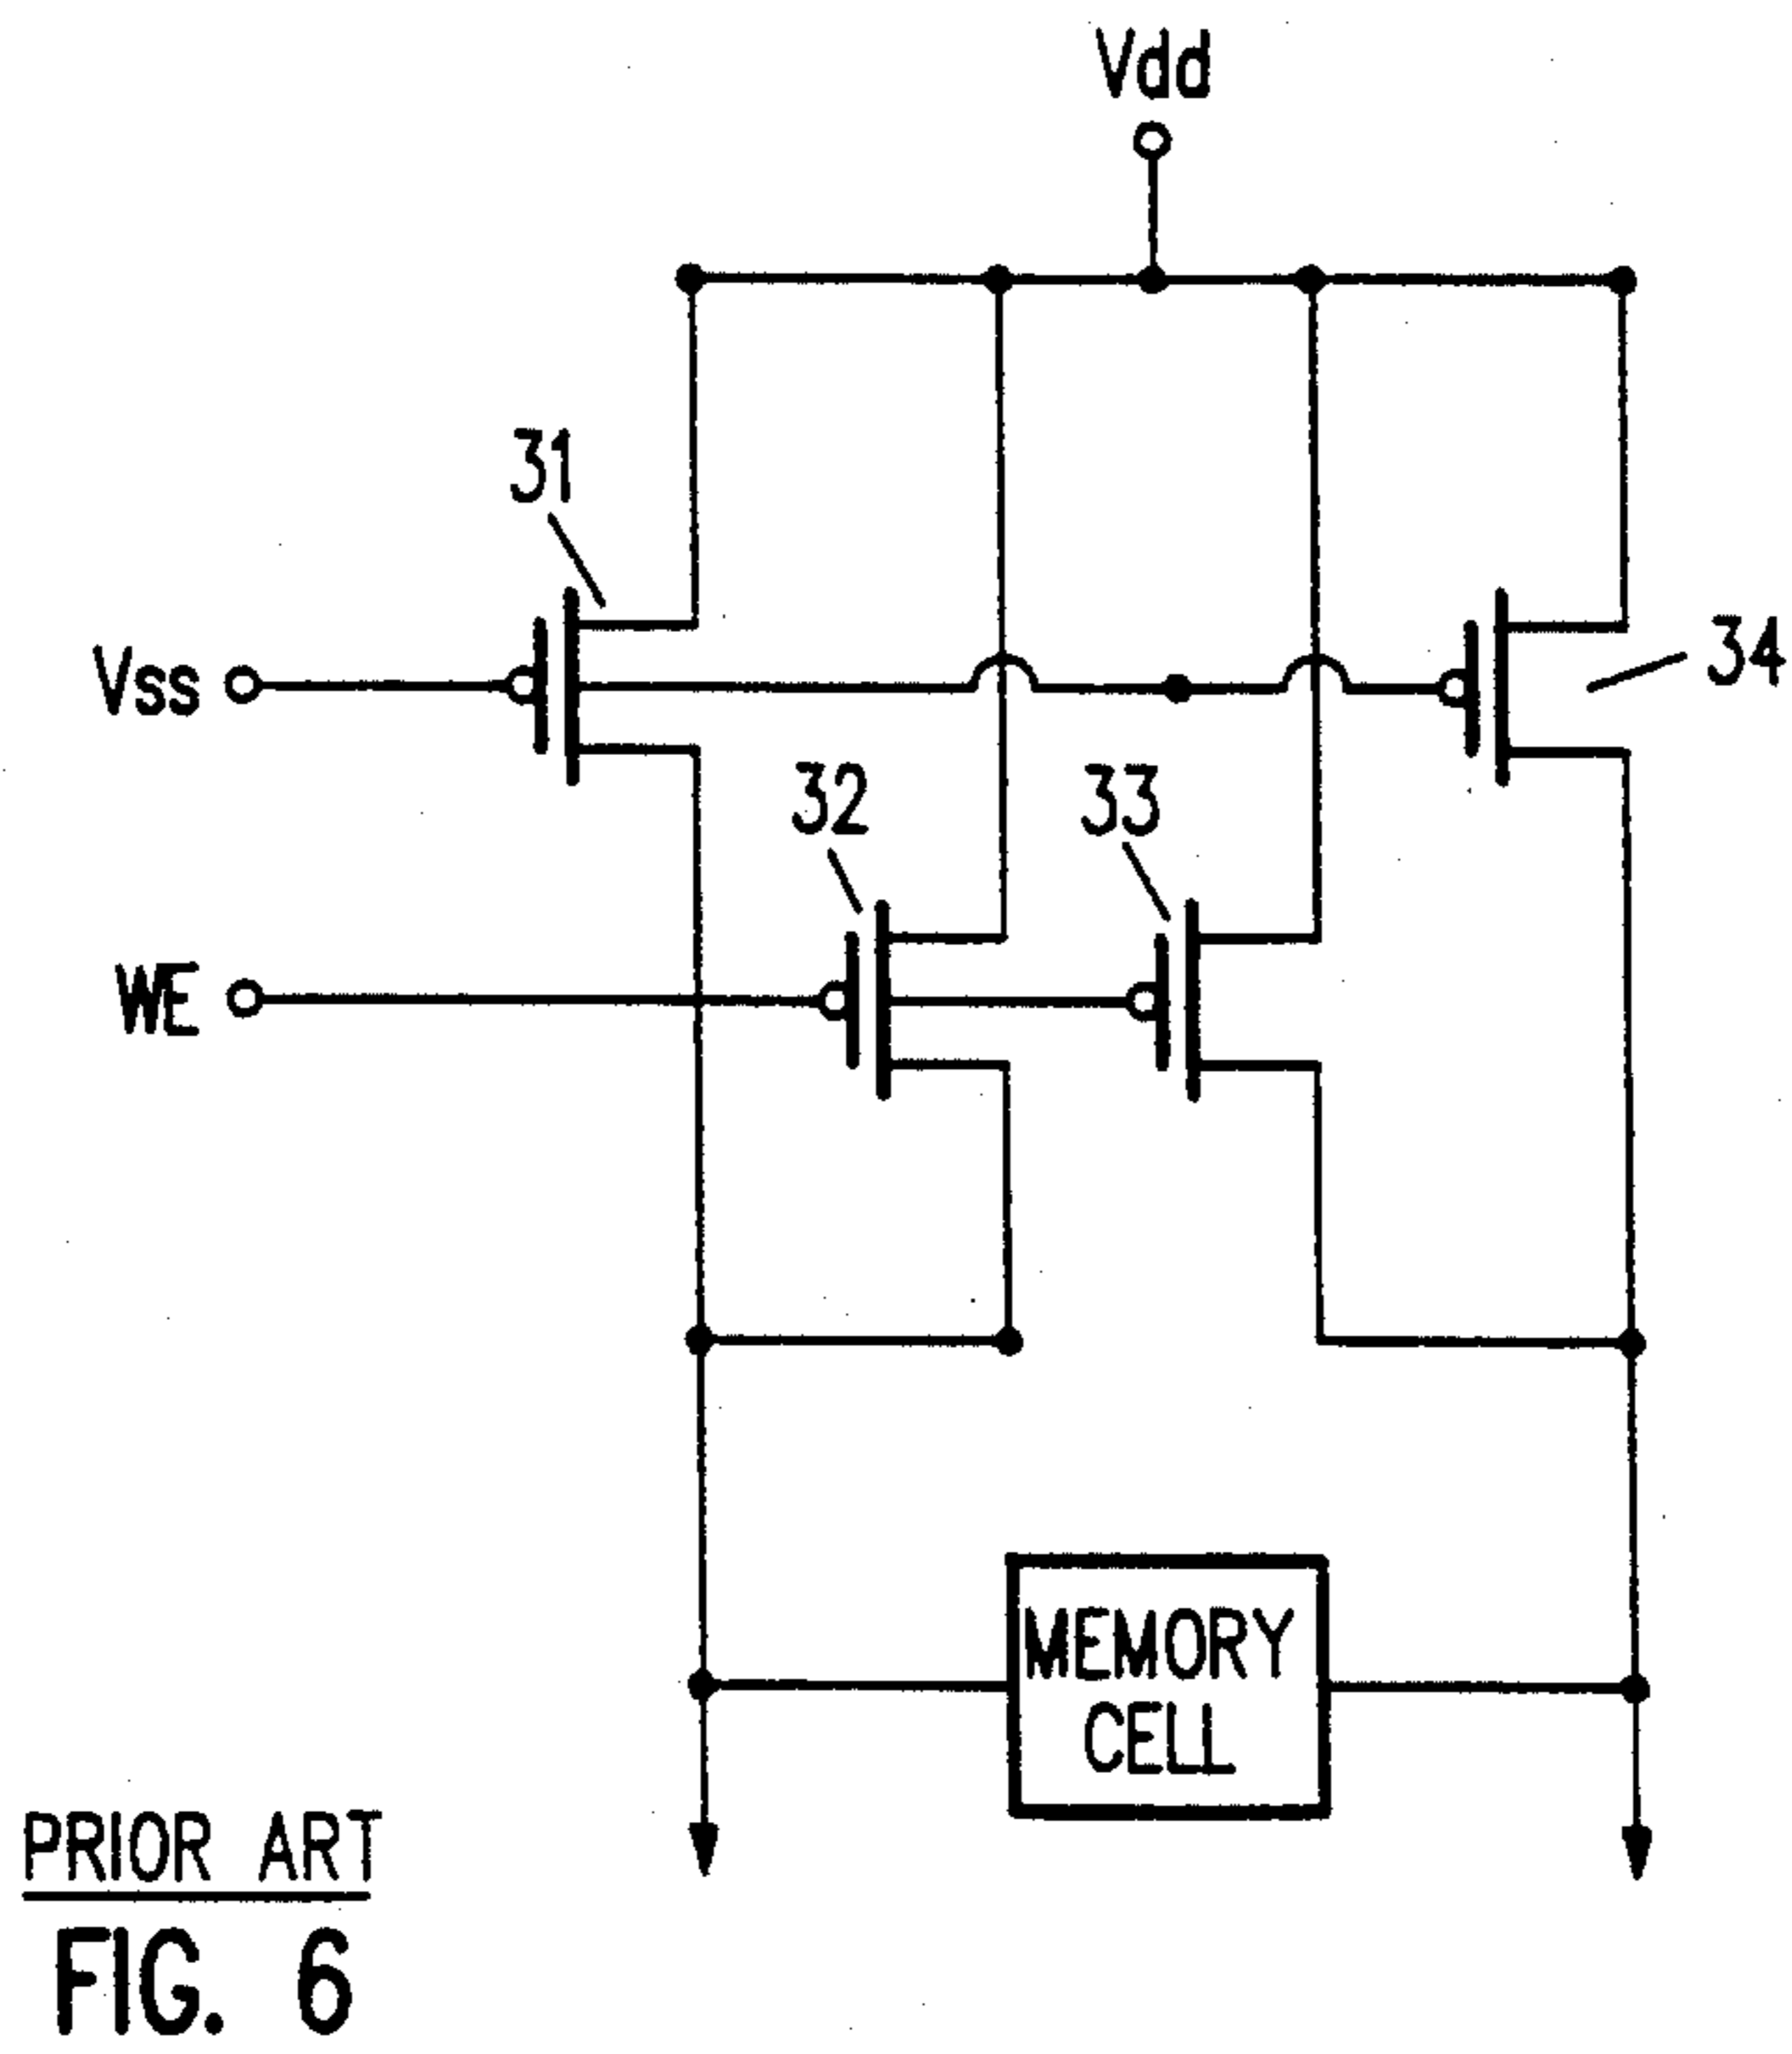 Vdd
31
Vss
34
32
33
WE
MEMORY
CELL
PRIOR ART
FIG. 6